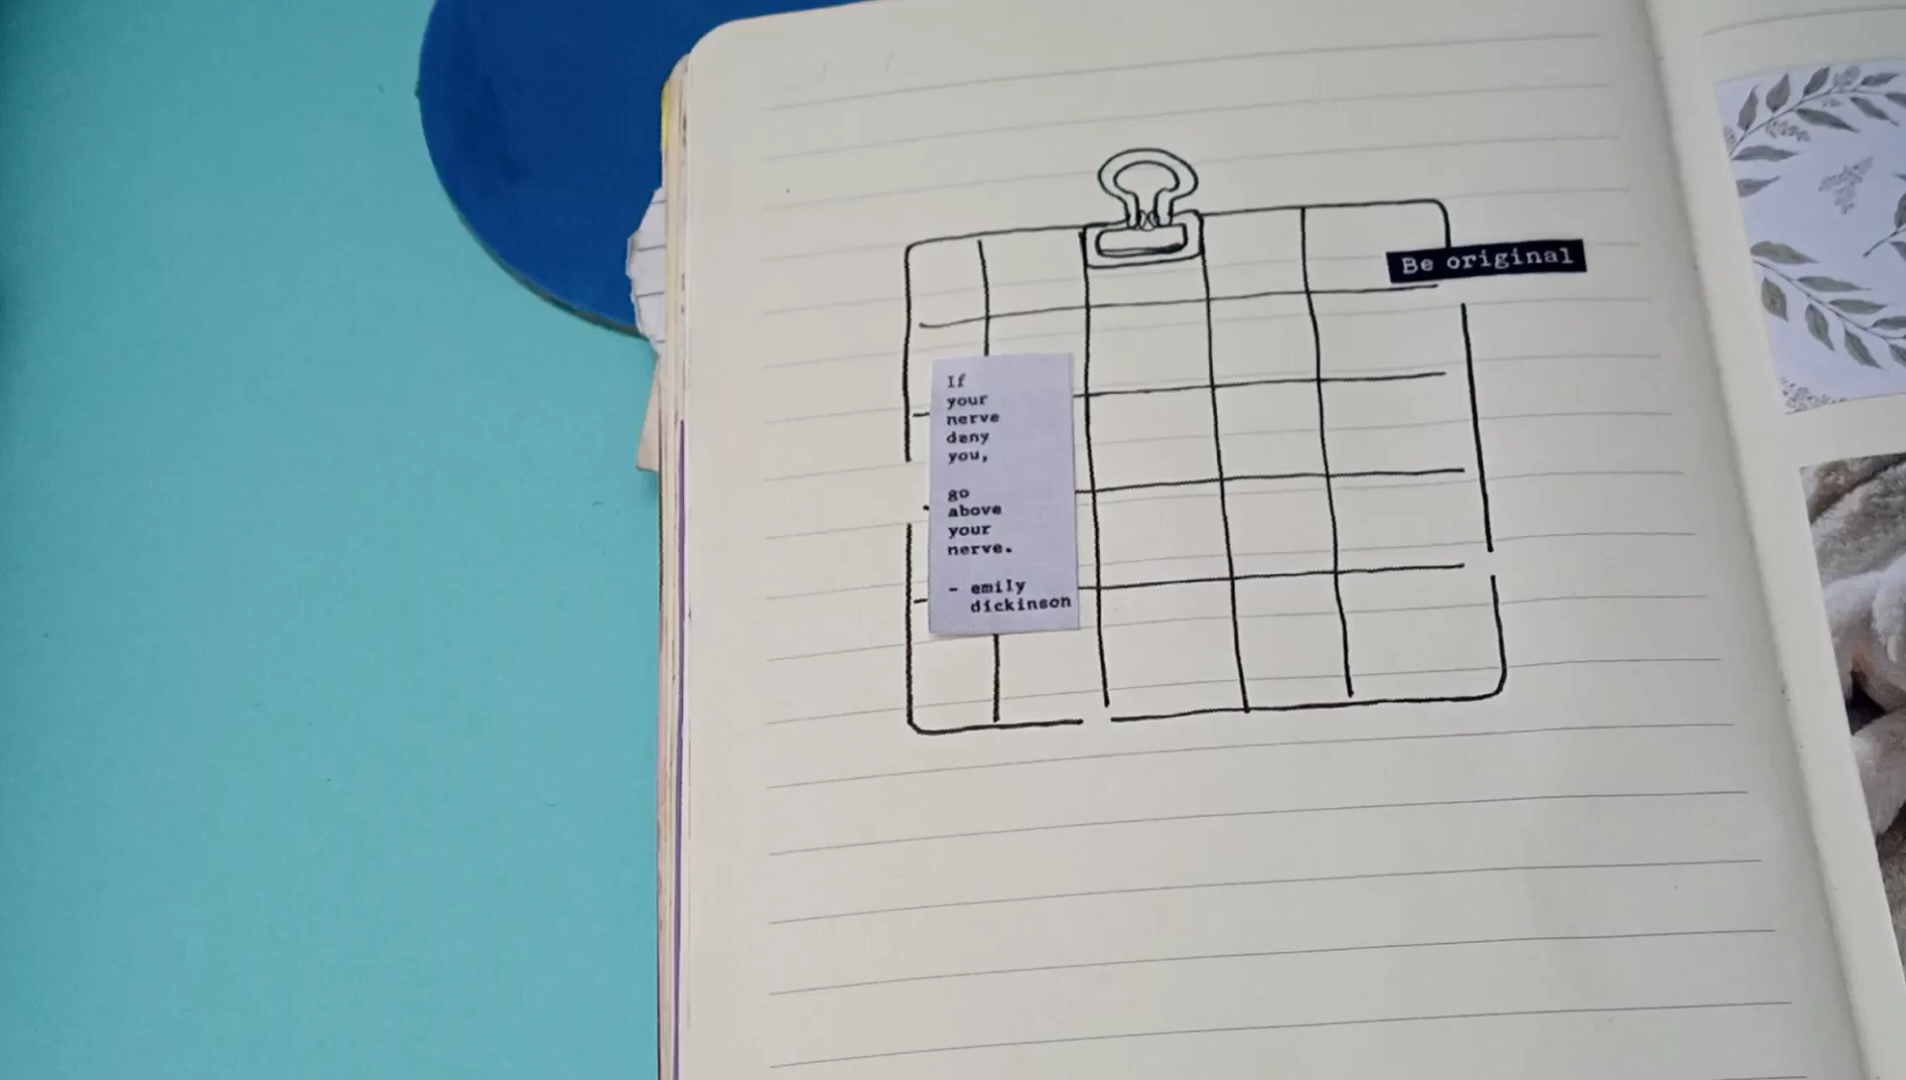 Be original
If
your
nerve
deny
you,
go
above
your
nerve.
- emily
dickinson